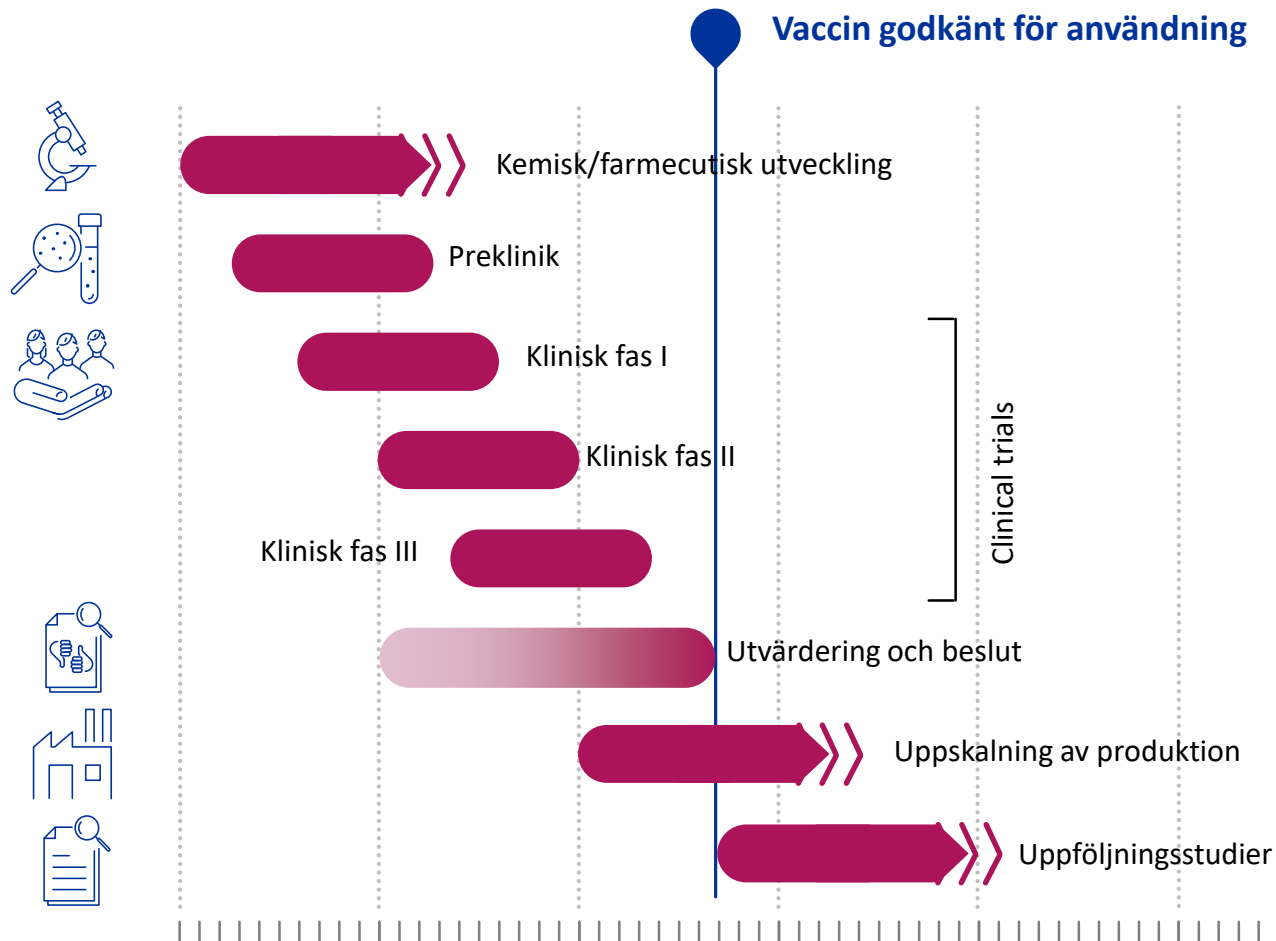 Vaccin godkänt för användning
Kemisk/farmecutisk utveckling
Preklinik
Klinisk fas I
Klinisk fas II
Klinisk fas III
Clinical trials
Utvärdering och beslut
Uppskalning av produktion
Uppföljningsstudier